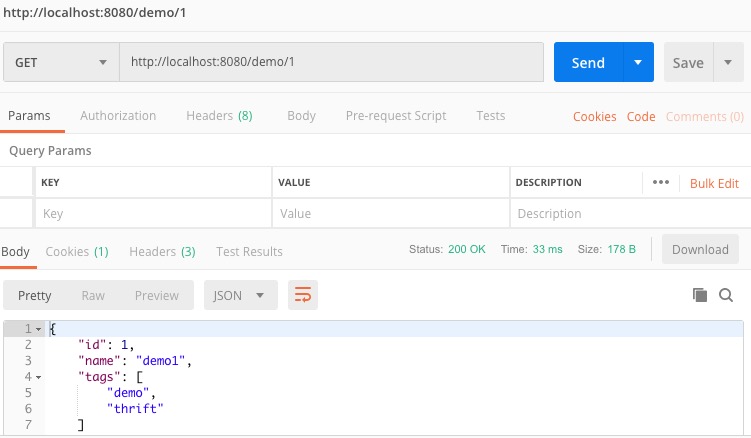 http://localhost:8080/demo/1
GET http://localhost:8080/demo/1 Send Save
Params Authorization Headers (8) Body Pre-request Script Tests Cookies Code Comments (0)
Query Params
KEY VALUE DESCRIPTION ••• Bulk Edit
Key Value Description
Body Cookies (1) Headers (3) Test Results Status: 200 OK Time: 33 ms Size: 178 B Download
Pretty Raw Preview JSON
1 {
2 "id": 1,
3 "name": "demo1",
4 "tags": [
5 "demo",
6 "thrift"
7 ]